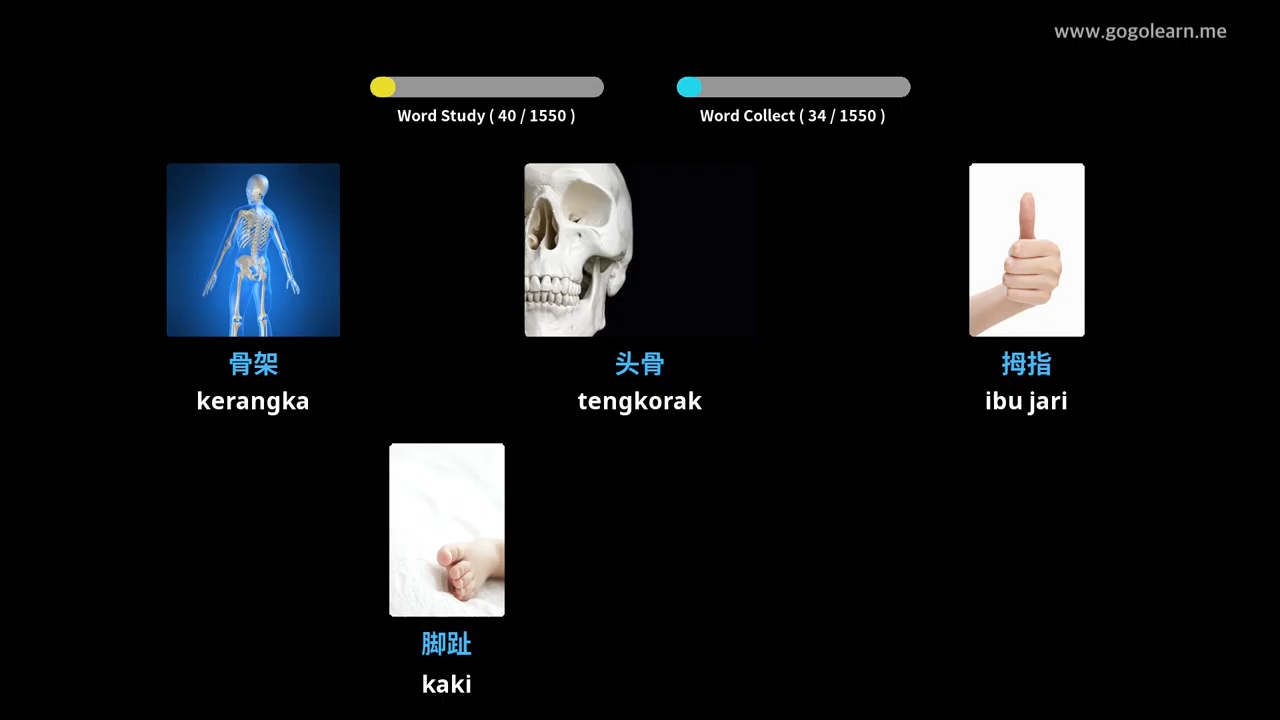 www.gogolearn.me
Word Study ( 40 / 1550 )
Word Collect ( 34 / 1550 )
骨架
头骨
拇指
kerangka
tengkorak
ibu jari
脚趾
kaki